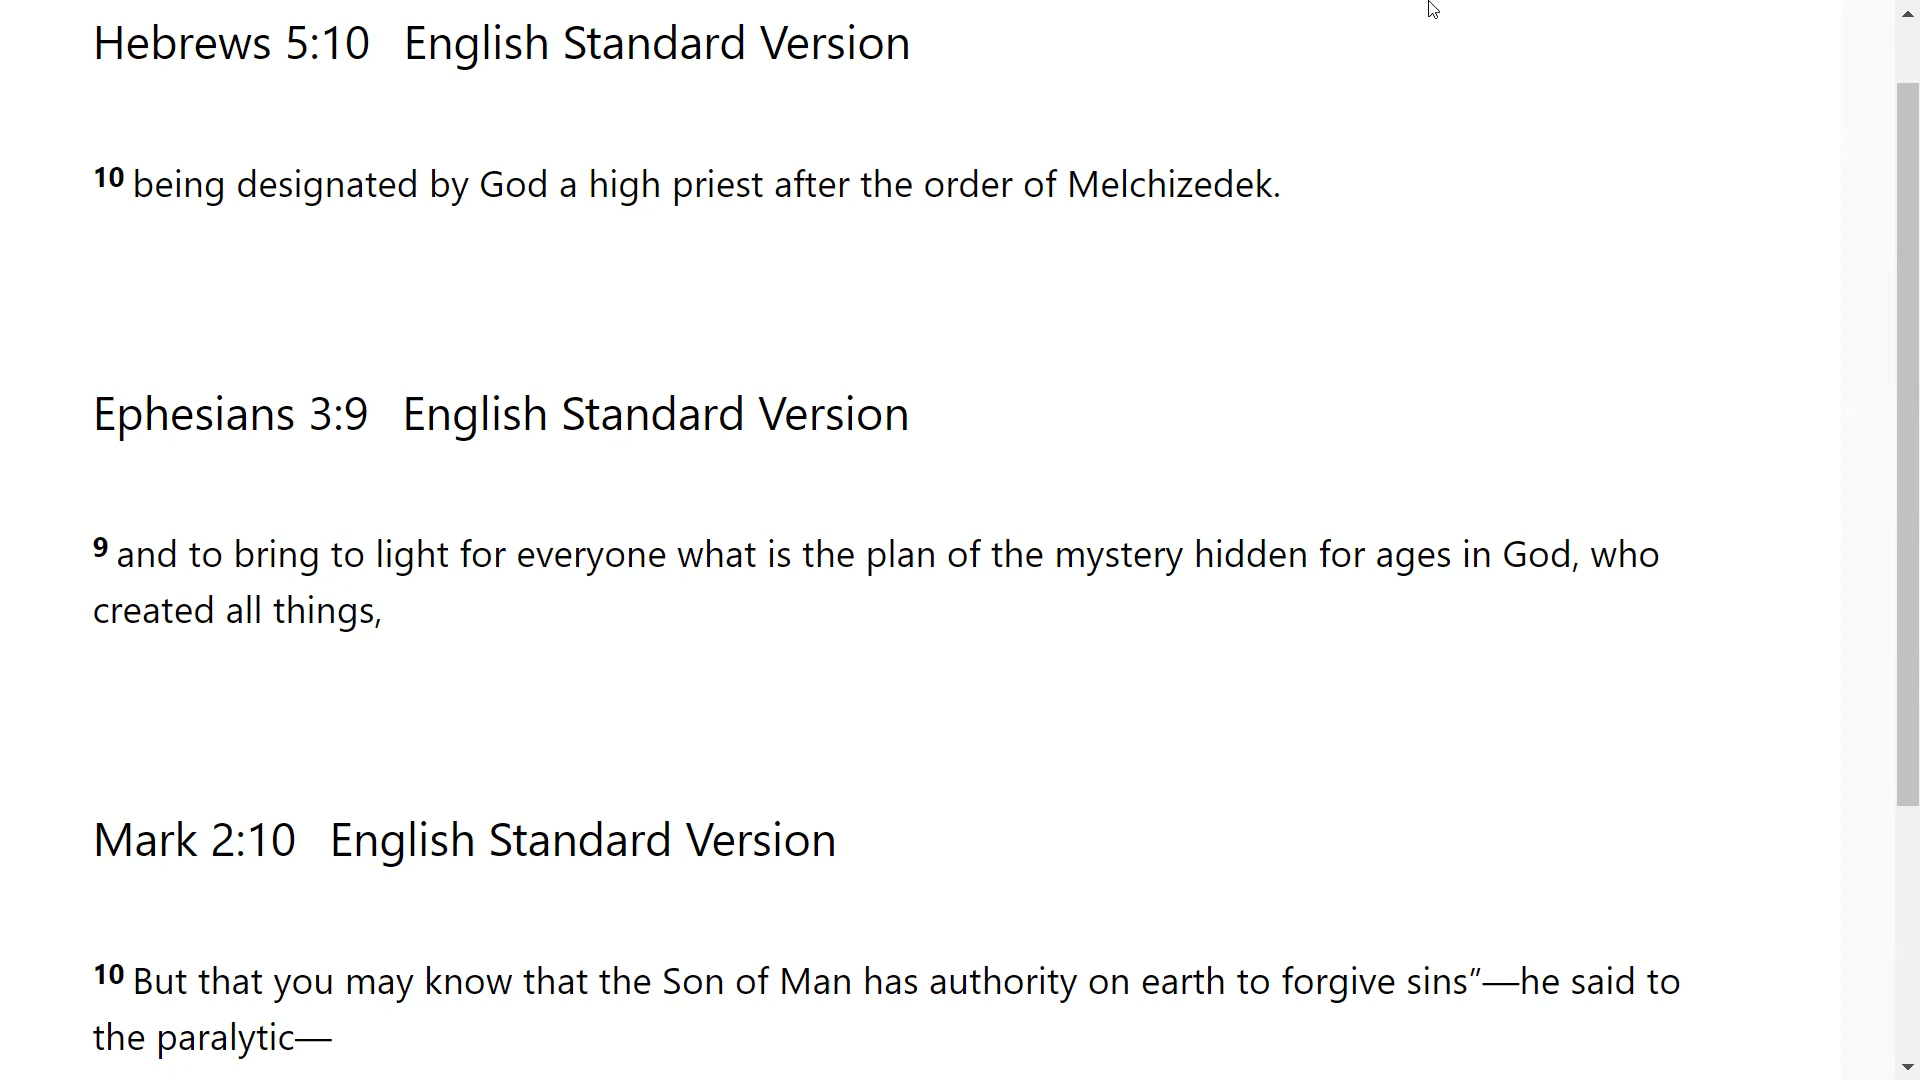 Hebrews 5:10 English Standard Version
10 being designated by God a high priest after the order of Melchizedek.
Ephesians 3:9 English Standard Version
9 and to bring to light for everyone what is the plan of the mystery hidden for ages in God, who
created all things,
Mark 2:10 English Standard Version
10 But that you may know that the Son of Man has authority on earth to forgive sins”—he said to
the paralytic—